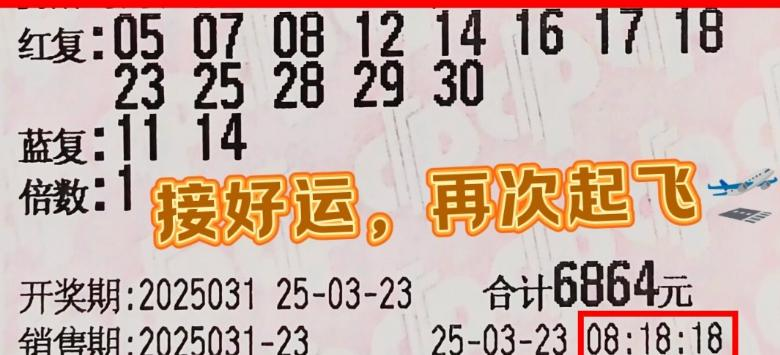 红复:05 07 08 12 14 16 17 18
23 25 28 29 30
蓝复:11 14
倍数:1
接好运，再次起飞
开奖期:2025031 25-03-23 合计6864元
销售期:2025031-23 25-03-23 08:18:18